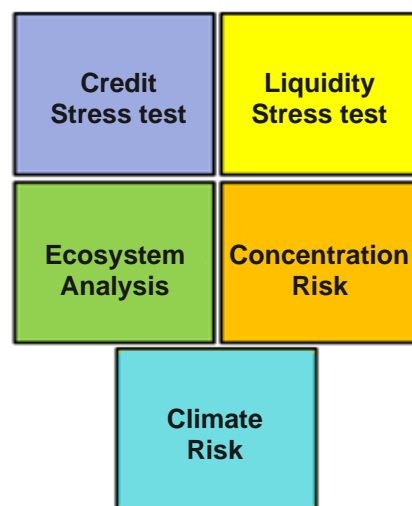 Credit
Stress test
Liquidity
Stress test
Ecosystem
Analysis
Concentration
Risk
Climate
Risk